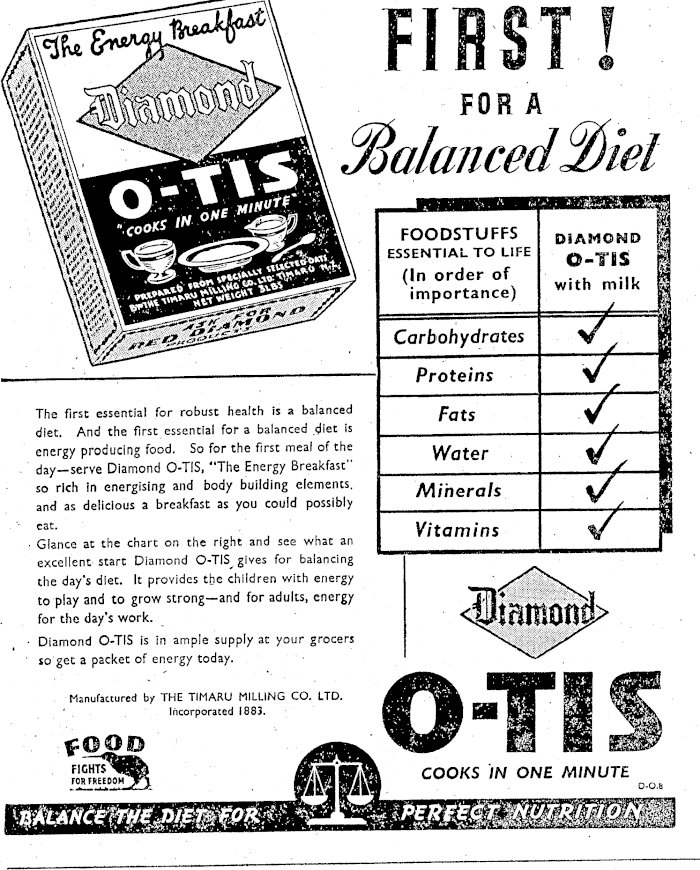 The Energy Breakfast
Diamond
O-TIS
"COOKS IN ONE MINUTE"
PREPARED FROM SPECIALLY SELECTED OATS
BY THE TIMARU MILLING CO. LTD. TIMARU N.Z.
NET WEIGHT 2LBS
ASK FOR
RED DIAMOND
PRODUCTS
FIRST!
FOR A
Balanced Diet
FOODSTUFFS
ESSENTIAL TO LIFE
(In order of
importance)
DIAMOND
O-TIS
with milk
Carbohydrates ✓
Proteins ✓
Fats ✓
Water ✓
Minerals ✓
Vitamins ✓
The first essential for robust health is a balanced
diet. And the first essential for a balanced diet is
energy producing food. So for the first meal of the
day—serve Diamond O-TIS, "The Energy Breakfast"
so rich in energising and body building elements,
and as delicious a breakfast as you could possibly
eat.
Glance at the chart on the right and see what an
excellent start Diamond O-TIS gives for balancing
the day's diet. It provides the children with energy
to play and to grow strong—and for adults, energy
for the day's work.
Diamond O-TIS is in ample supply at your grocers
so get a packet of energy today.
Manufactured by THE TIMARU MILLING CO. LTD.
Incorporated 1883.
FOOD
FIGHTS
FOR FREEDOM
Diamond
O-TIS
COOKS IN ONE MINUTE
D-O.8
BALANCE THE DIET FOR PERFECT NUTRITION